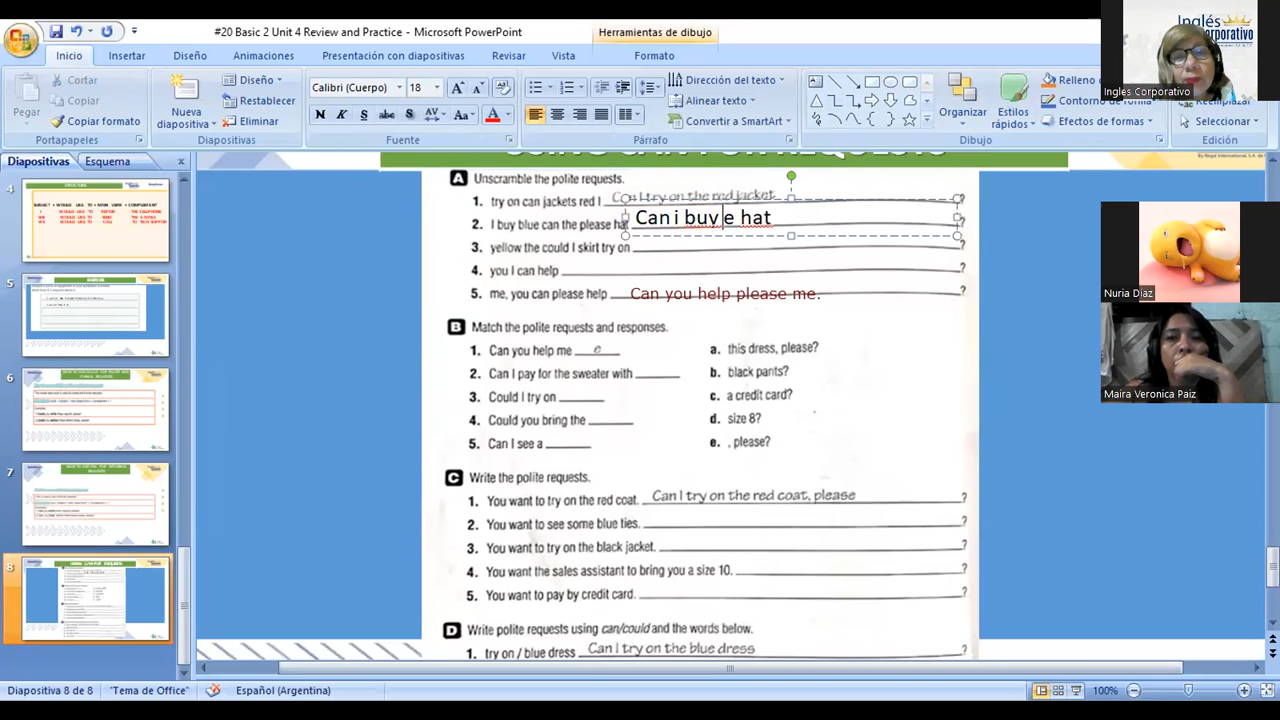 #20 Basic 2 Unit 4 Review and Practice - Microsoft PowerPoint
Herramientas de dibujo
Inicio
Insertar
Diseño
Animaciones
Presentación con diapositivas
Revisar
Vista
Formato
Pegar
Cortar
Copiar
Copiar formato
Portapapeles
Nueva diapositiva
Diseño
Restablecer
Eliminar
Diapositivas
Calibri (Cuerpo)
18
Fuente
Párrafo
Dirección del texto
Alinear texto
Convertir a SmartArt
Organizar
Estilos rápidos
Relleno
Contorno de forma
Efectos de formas
Dibujo
Reemplazar
Seleccionar
Edición
Inglés
Corporativo
Ingles Corporativo
Nuria Diaz
Maira Veronica Paiz
Diapositivas
Esquema
4
5
6
7
8
A Unscramble the polite requests.
1. try on can jackets red I Can I try on the red jacket ?
2. I buy blue can the please hat Can i buy e hat ?
3. yellow the could I skirt try on ?
4. you I can help ?
5. me, you can please help Can you help please me. ?
B Match the polite requests and responses.
1. Can you help me e
2. Can I pay for the sweater with
3. Could I try on
4. Could you bring the
5. Can I see a
a. this dress, please?
b. black pants?
c. a credit card?
d. size 8?
e. , please?
C Write the polite requests.
1. You want to try on the red coat. Can I try on the red coat, please ?
2. You want to see some blue ties. ?
3. You want to try on the black jacket. ?
4. You want the sales assistant to bring you a size 10. ?
5. You want to pay by credit card. ?
D Write polite requests using can/could and the words below.
1. try on / blue dress Can I try on the blue dress ?
Diapositiva 8 de 8
"Tema de Office"
Español (Argentina)
100%